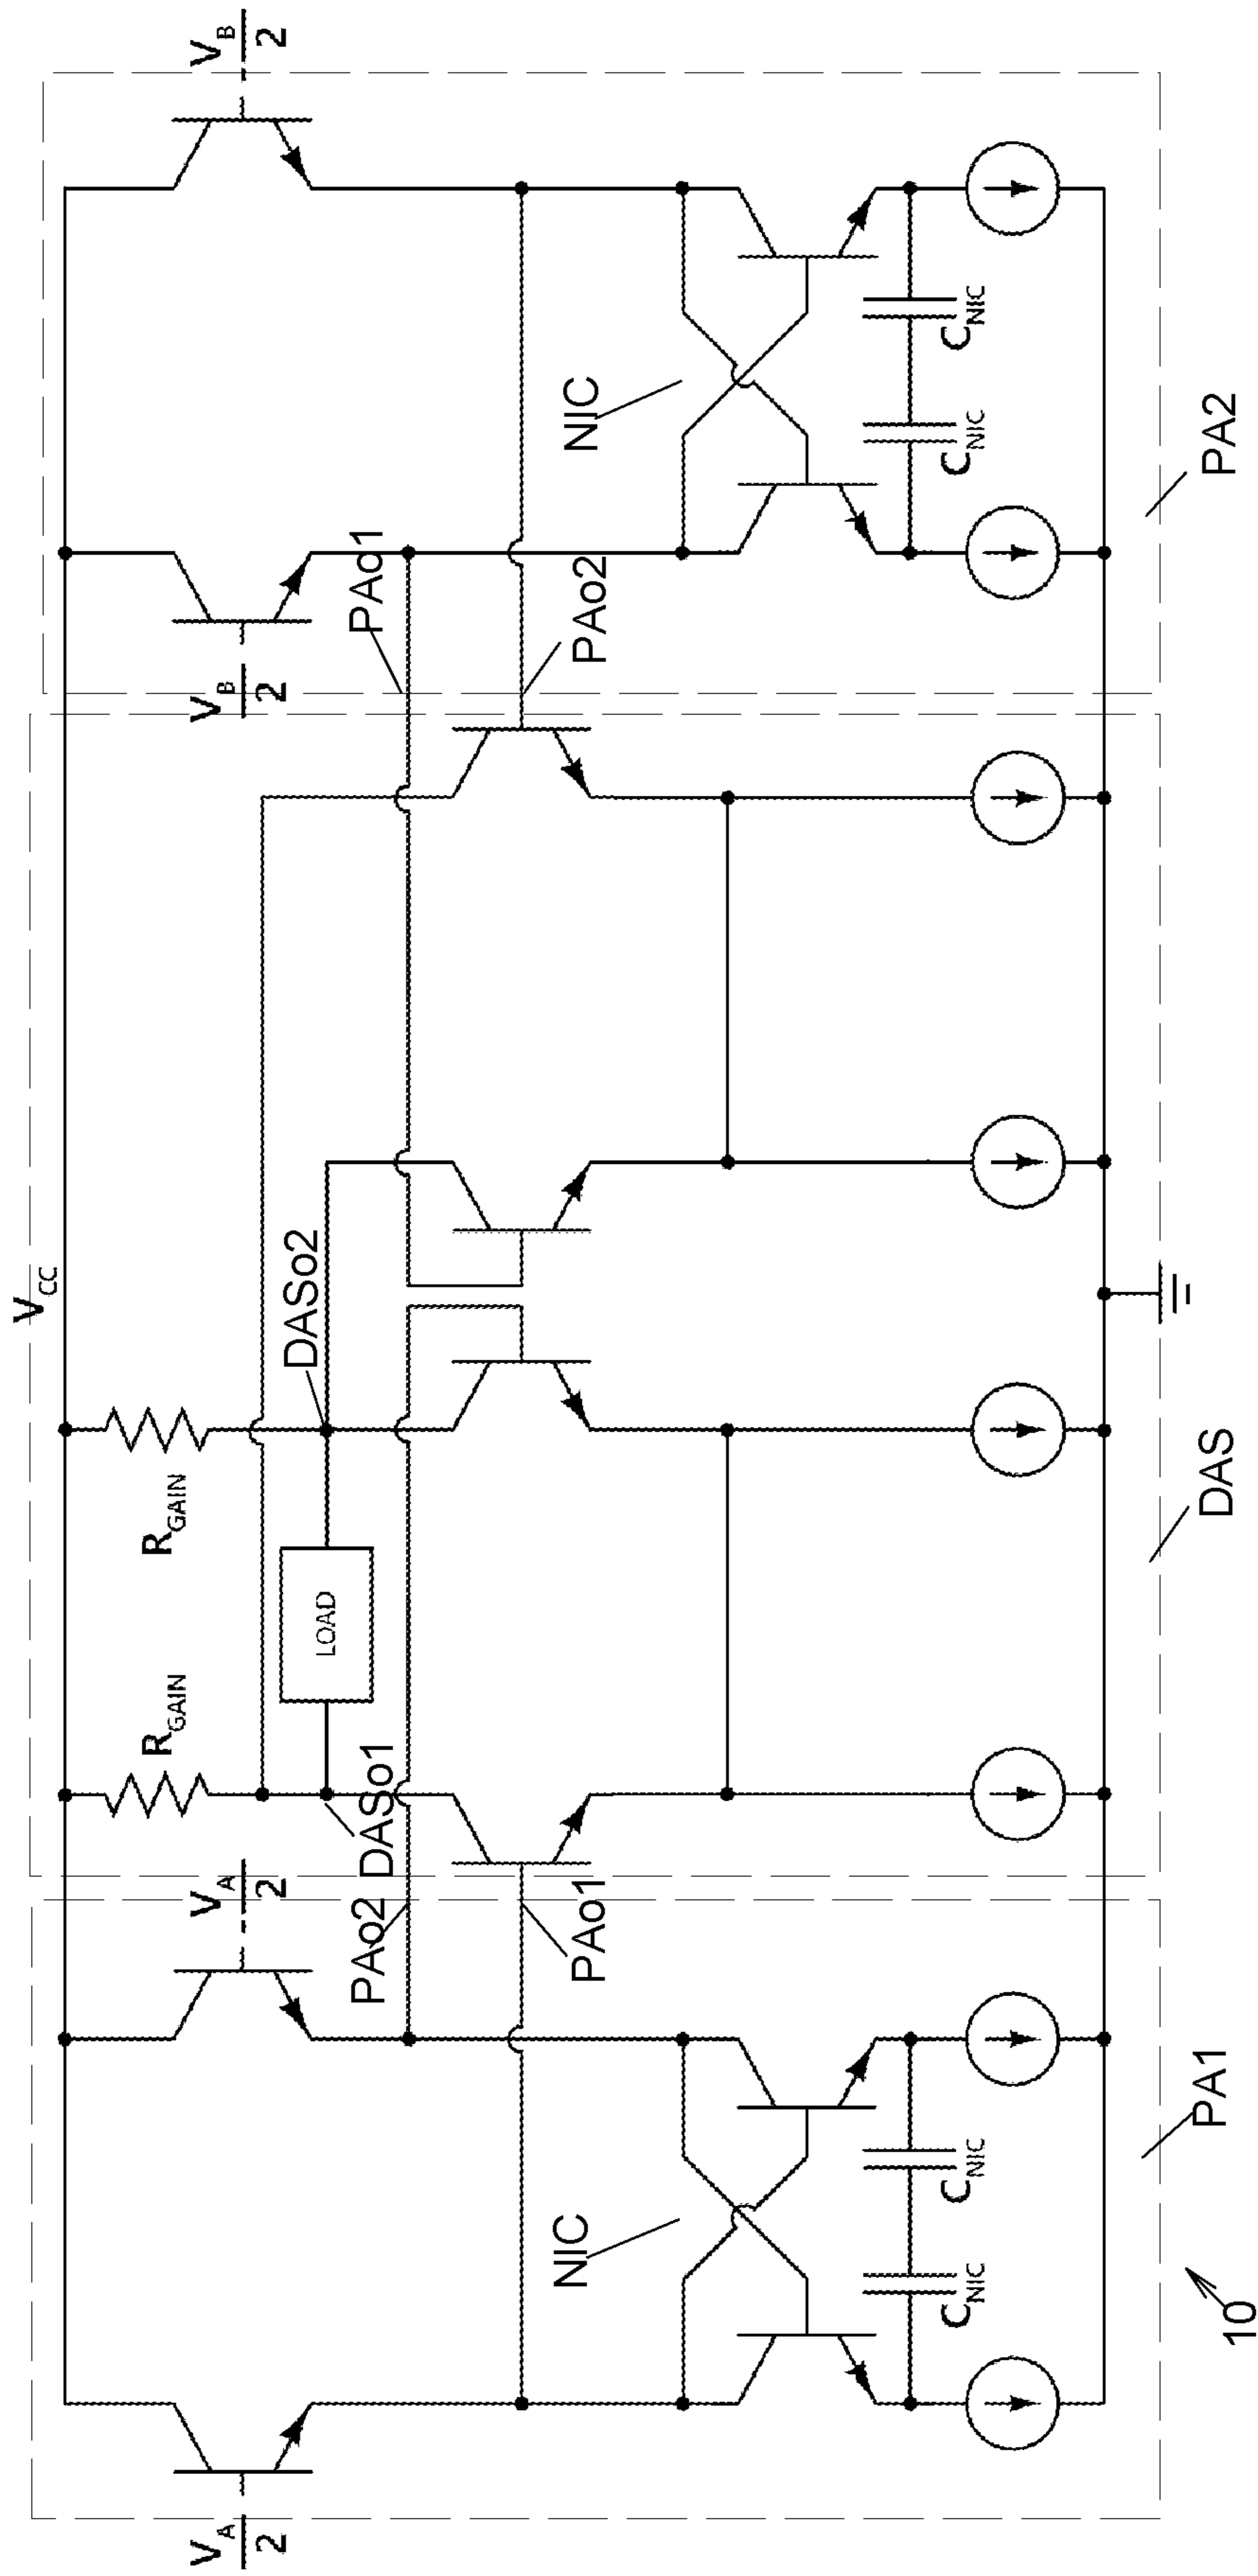 V_CC
V_A/2
-V_A/2
R_GAIN
R_GAIN
V_B/2
-V_B/2
LOAD
DASo2
PAo2
DASo1
PAo1
PAo1
PAo2
NIC
NIC
C_NIC
C_NIC
C_NIC
C_NIC
PA1
DAS
PA2
10